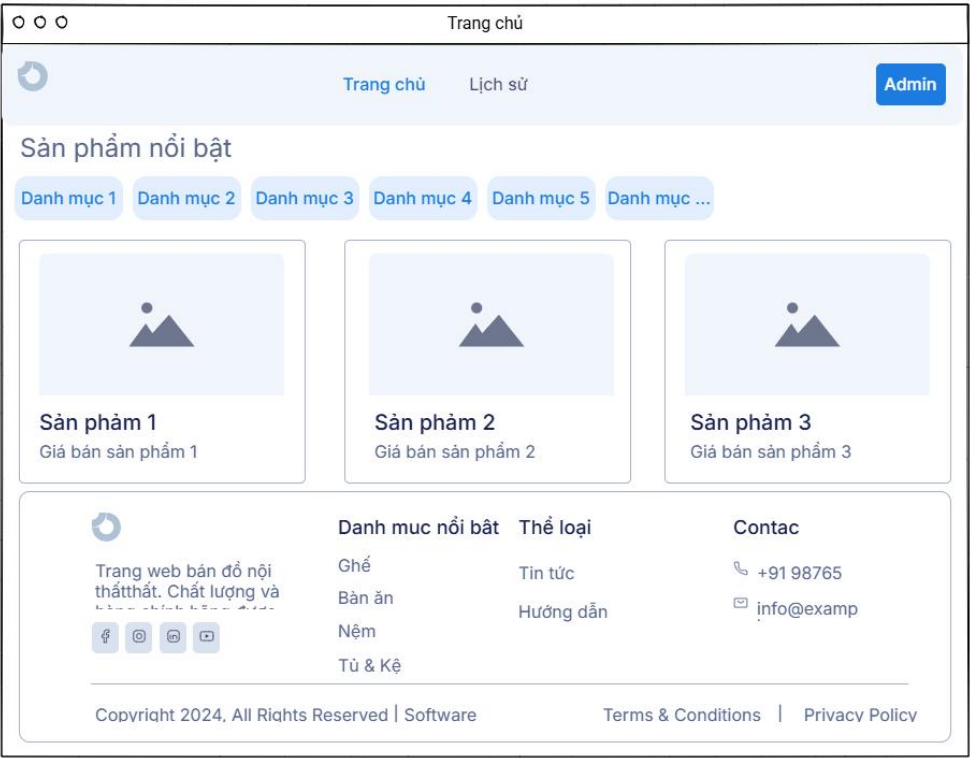 Trang chủ
Trang chủ Lịch sử Admin
Sản phẩm nổi bật
Danh mục 1 Danh mục 2 Danh mục 3 Danh mục 4 Danh mục 5 Danh mục ...
Sản phảm 1 Sản phảm 2 Sản phảm 3
Giá bán sản phẩm 1 Giá bán sản phẩm 2 Giá bán sản phẩm 3
Trang web bán đồ nội
thấtthất. Chất lượng và
Danh muc nổi bât
Ghế
Bàn ăn
Nệm
Tủ & Kệ
Thể loại
Tin tức
Hướng dẫn
Contac
+91 98765
info@examp
Copyright 2024, All Rights Reserved | Software Terms & Conditions | Privacy Policy